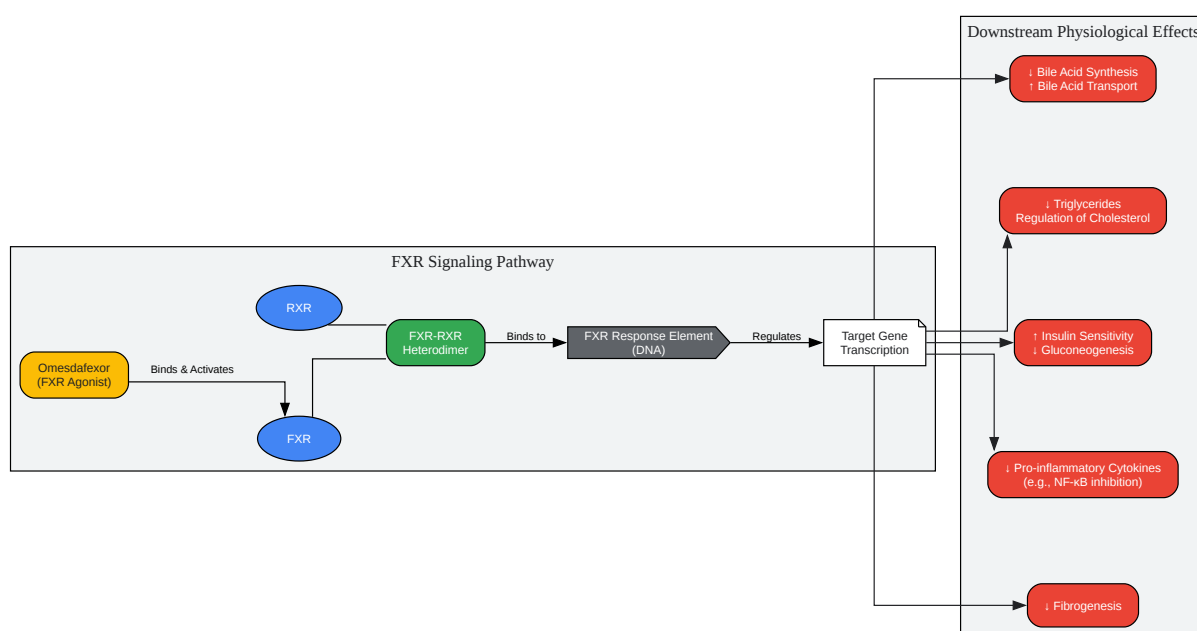 Downstream Physiological Effects
↓ Bile Acid Synthesis
↑ Bile Acid Transport
↓ Triglycerides
Regulation of Cholesterol
FXR Signaling Pathway
RXR
FXR-RXR
Heterodimer
Binds to
FXR Response Element
(DNA)
Regulates
Target Gene
Transcription
↑ Insulin Sensitivity
↓ Gluconeogenesis
Omesdafexor
(FXR Agonist)
Binds & Activates
FXR
↓ Pro-inflammatory Cytokines
(e.g., NF-κB inhibition)
↓ Fibrogenesis